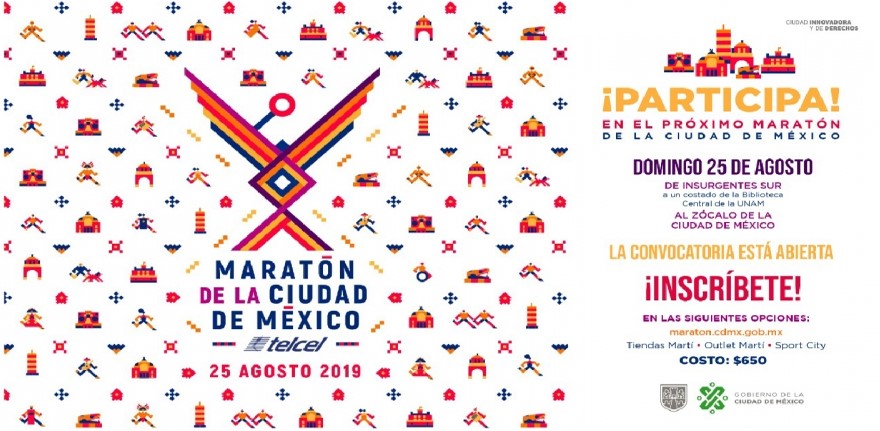 MARATÓN
DE LA CIUDAD
DE MÉXICO
telcel
25 AGOSTO 2019
CIUDAD INNOVADORA
Y DE DERECHOS
¡PARTICIPA!
EN EL PRÓXIMO MARATÓN
DE LA CIUDAD DE MÉXICO
DOMINGO 25 DE AGOSTO
DE INSURGENTES SUR
a un costado de la Biblioteca
Central de la UNAM
AL ZÓCALO DE LA
CIUDAD DE MÉXICO
LA CONVOCATORIA ESTÁ ABIERTA
¡INSCRÍBETE!
EN LAS SIGUIENTES OPCIONES:
maraton.cdmx.gob.mx
Tiendas Martí • Outlet Martí • Sport City
COSTO: $650
GOBIERNO DE LA
CIUDAD DE MÉXICO